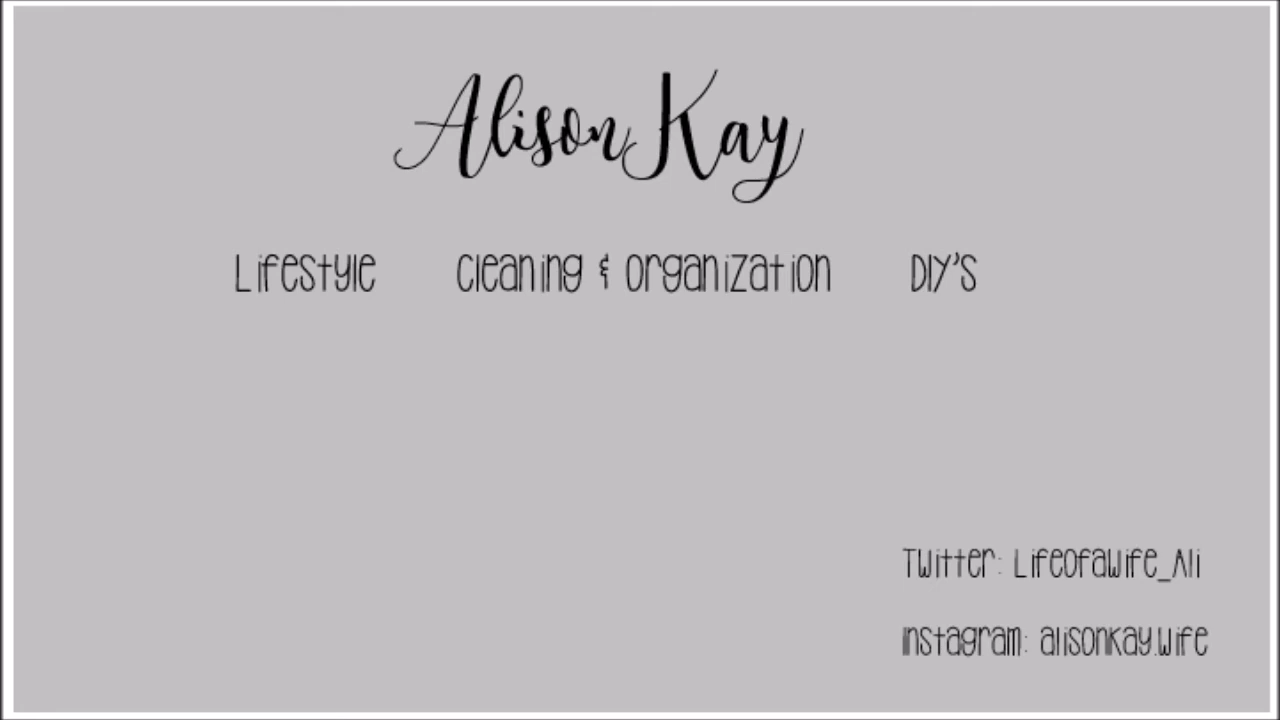 Alison Kay
Lifestyle Cleaning & Organization DIY'S
Twitter: Lifeofawife_Ali
Instagram: alisonkay.wife